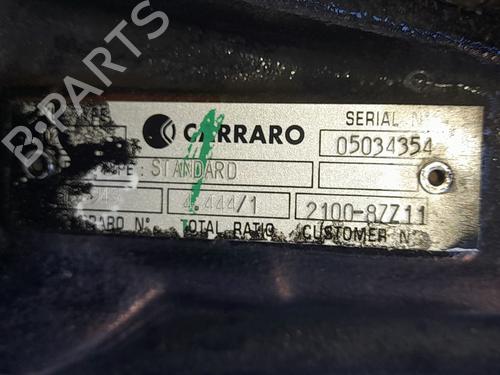 B-PARTS
CARRARO
SERIAL N°
05034354
STANDARD
4.444/1
2100-87Z11
TOTAL RATIO
CUSTOMER N°